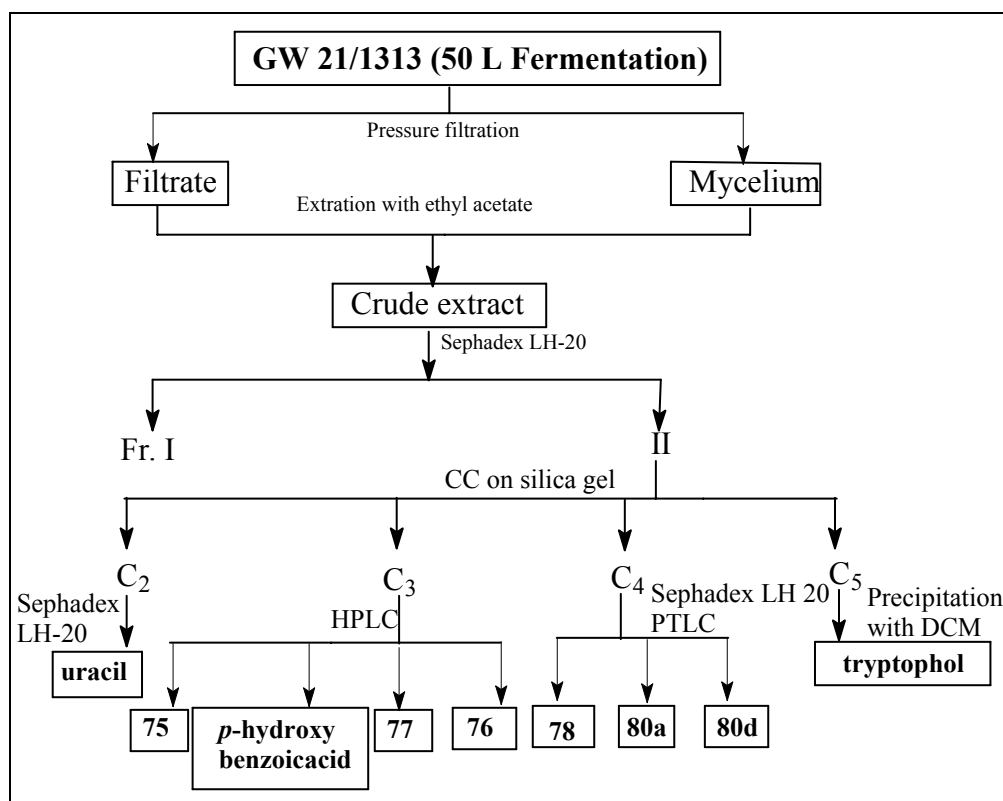 GW 21/1313 (50 L Fermentation)
Pressure filtration
Filtrate
Mycelium
Extration with ethyl acetate
Crude extract
Sephadex LH-20
Fr. I
II
CC on silica gel
C2
C3
C4
C5
Sephadex
LH-20
HPLC
Sephadex LH 20
PTLC
Precipitation
with DCM
uracil
75
p-hydroxy
benzoicacid
77
76
78
80a
80d
tryptophol